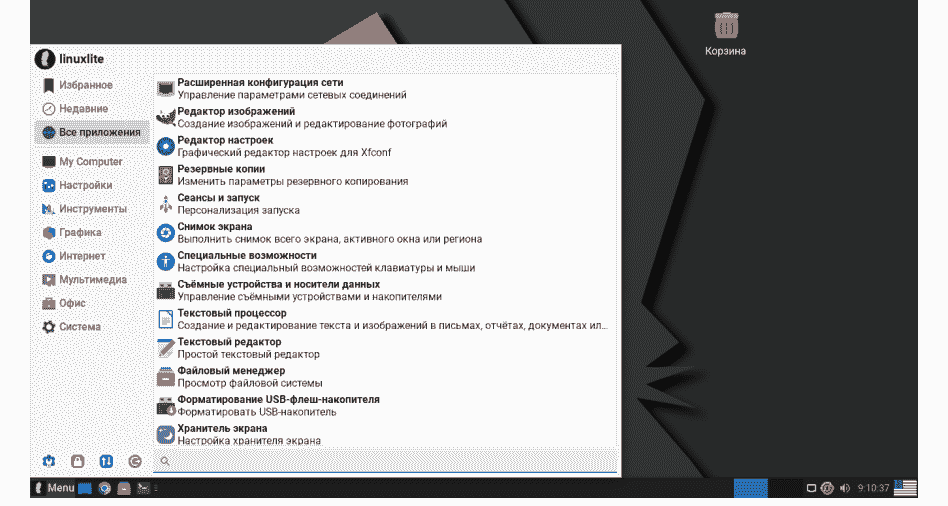 Корзина
linuxlite
Избранное
Недавние
Все приложения
My Computer
Настройки
Инструменты
Графика
Интернет
Мультимедиа
Офис
Система
Расширенная конфигурация сети
Управление параметрами сетевых соединений
Редактор изображений
Создание изображений и редактирование фотографий
Редактор настроек
Графический редактор настроек для Xfconf
Резервные копии
Изменить параметры резервного копирования
Сеансы и запуск
Персонализация запуска
Снимок экрана
Выполнить снимок всего экрана, активного окна или региона
Специальные возможности
Настройка специальный возможностей клавиатуры и мыши
Съёмные устройства и носители данных
Управление съёмными устройствами и накопителями
Текстовый процессор
Создание и редактирование текста и изображений в письмах, отчётах, документах ил...
Текстовый редактор
Простой текстовый редактор
Файловый менеджер
Просмотр файловой системы
Форматирование USB-флеш-накопителя
Форматировать USB-накопитель
Хранитель экрана
Настройка хранителя экрана
Menu
9:10:37